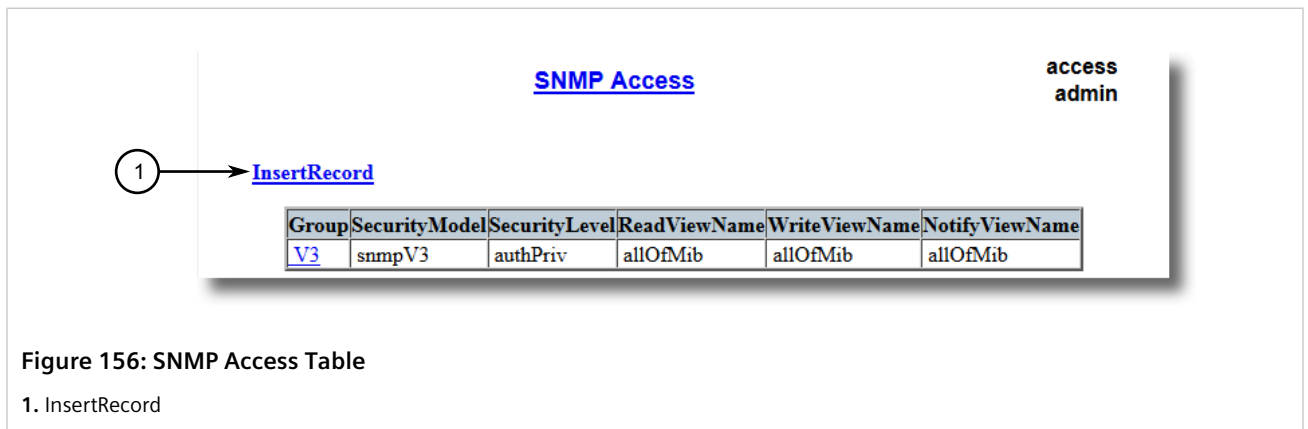 SNMP Access
access
admin
1
InsertRecord
Group SecurityModel SecurityLevel ReadViewName WriteViewName NotifyViewName
V3 snmpV3 authPriv allOfMib allOfMib allOfMib
Figure 156: SNMP Access Table
1. InsertRecord